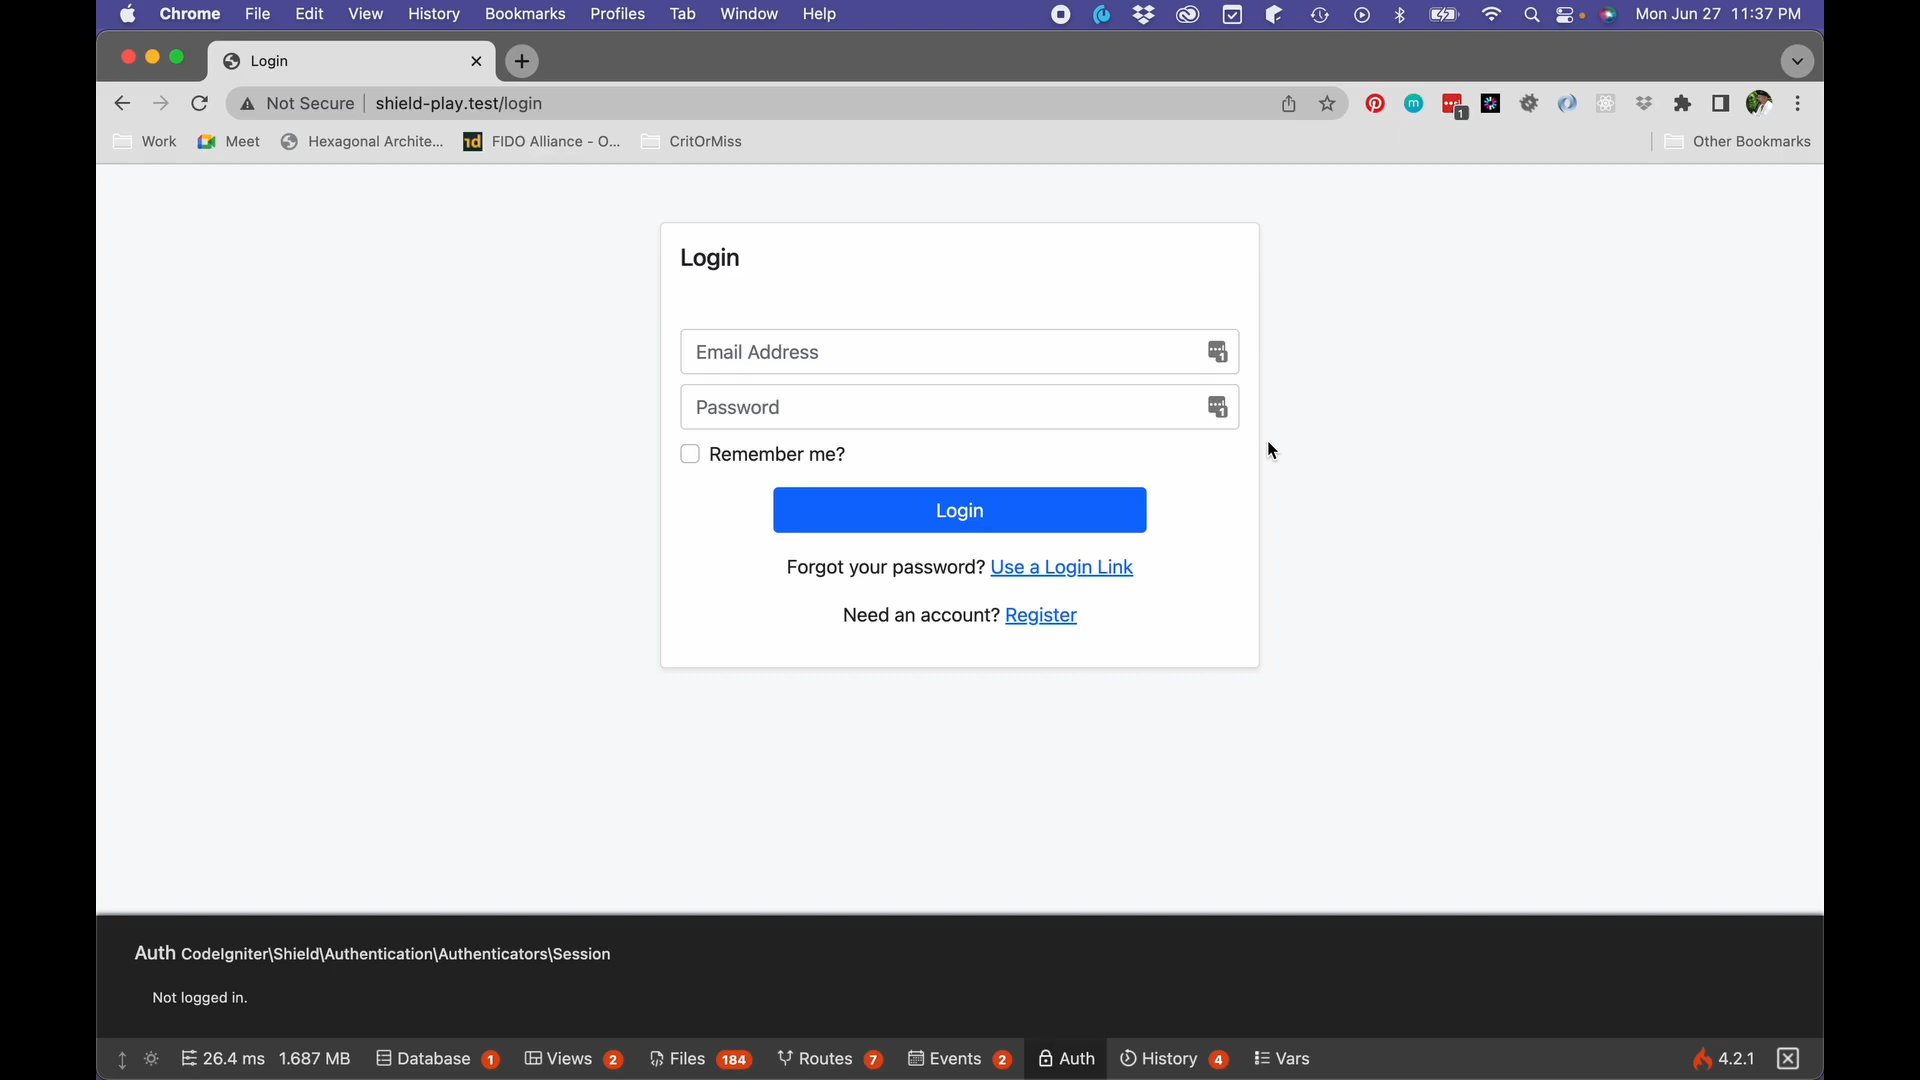 Chrome File Edit View History Bookmarks Profiles Tab Window Help Mon Jun 27 11:37 PM
Login
Not Secure shield-play.test/login
m
1
Work Meet Hexagonal Archite... FIDO Alliance - O... CritOrMiss Other Bookmarks
Login
Email Address
1
Password
1
Remember me?
Login
Forgot your password? Use a Login Link
Need an account? Register
Auth CodeIgniter\Shield\Authentication\Authenticators\Session
Not logged in.
26.4 ms 1.687 MB Database 1 Views 2 Files 184 Routes 7 Events 2 Auth History 4 Vars 4.2.1